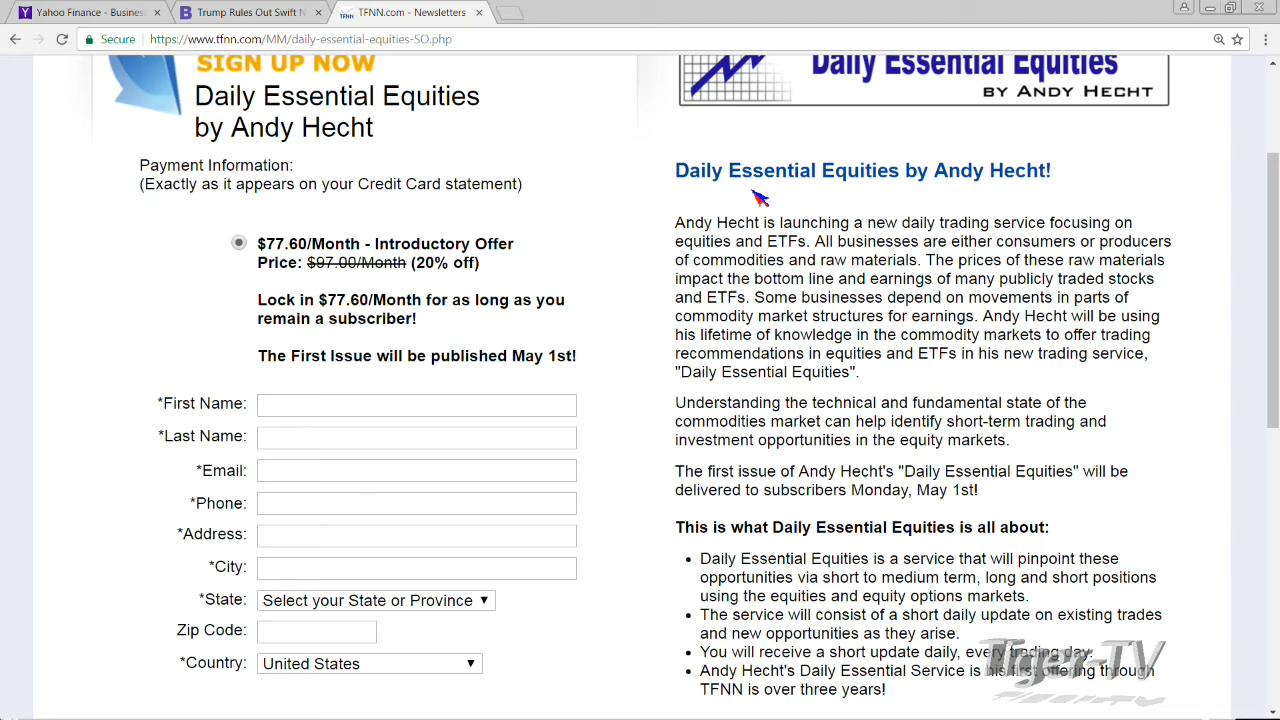 Yahoo Finance - Busines
Trump Rules Out Swift N
TFNN.com - Newsletters
Secure
https://www.tfnn.com/MM/daily-essential-equities-SO.php
SIGN UP NOW
Daily Essential Equities
by Andy Hecht
Payment Information:
(Exactly as it appears on your Credit Card statement)
$77.60/Month - Introductory Offer
Price: $97.00/Month (20% off)
Lock in $77.60/Month for as long as you
remain a subscriber!
The First Issue will be published May 1st!
*First Name:
*Last Name:
*Email:
*Phone:
*Address:
*City:
*State: Select your State or Province
Zip Code:
*Country: United States
Daily Essential Equities
BY ANDY HECHT
Daily Essential Equities by Andy Hecht!
Andy Hecht is launching a new daily trading service focusing on
equities and ETFs. All businesses are either consumers or producers
of commodities and raw materials. The prices of these raw materials
impact the bottom line and earnings of many publicly traded stocks
and ETFs. Some businesses depend on movements in parts of
commodity market structures for earnings. Andy Hecht will be using
his lifetime of knowledge in the commodity markets to offer trading
recommendations in equities and ETFs in his new trading service,
"Daily Essential Equities".
Understanding the technical and fundamental state of the
commodities market can help identify short-term trading and
investment opportunities in the equity markets.
The first issue of Andy Hecht's "Daily Essential Equities" will be
delivered to subscribers Monday, May 1st!
This is what Daily Essential Equities is all about:
Daily Essential Equities is a service that will pinpoint these
opportunities via short to medium term, long and short positions
using the equities and equity options markets.
The service will consist of a short daily update on existing trades
and new opportunities as they arise.
You will receive a short update daily, every trading day.
Andy Hecht's Daily Essential Service is his first offering through
TFNN is over three years!
Tiger-TV